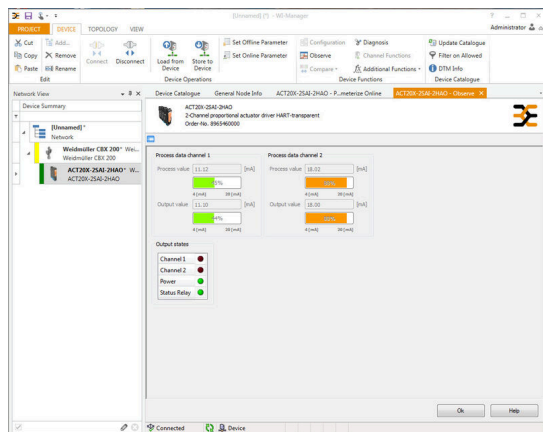 [Unnamed] (*) - WI-Manager
PROJECT DEVICE TOPOLOGY VIEW
Administrator
Cut Add...
Copy Remove
Paste Rename
Connect Disconnect
Load from Device
Store to Device
Set Offline Parameter
Set Online Parameter
Configuration Diagnosis
Observe Channel Functions
Compare Additional Functions
Update Catalogue
Filter on Allowed
DTM Info
Edit Device Operations Device Functions Device Catalogue
Network View
Device Catalogue General Node Info ACT20X-2SAI-2HAO - P...meterize Online ACT20X-2SAI-2HAO - Observe
Device Summary
[Unnamed]*
Network
Weidmüller CBX 200* Wei...
Weidmüller CBX 200
ACT20X-2SAI-2HAO* W...
ACT20X-2SAI-2HAO
ACT20X-2SAI-2HAO
2-Channel proportional actuator driver HART-transparent
Order-No. 8965460000
Process data channel 1
Process value 11.12 [mA]
4 [mA] 20 [mA]
Output value 11.10 [mA]
44%
4 [mA] 20 [mA]
Process data channel 2
Process value 18.02 [mA]
4 [mA] 20 [mA]
Output value 18.00 [mA]
4 [mA] 20 [mA]
Output states
Channel 1
Channel 2
Power
Status Relay
Ok Help
Connected Device